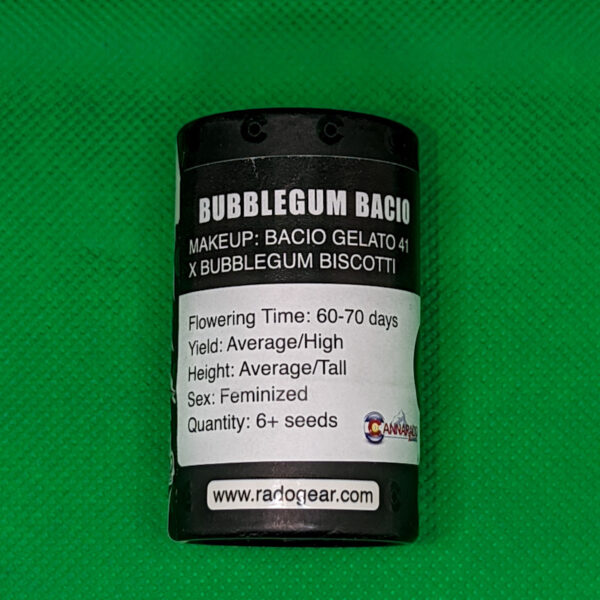 BUBBLEGUM BACIO
MAKEUP: BACIO GELATO 41
X BUBBLEGUM BISCOTTI
Flowering Time: 60-70 days
Yield: Average/High
Height: Average/Tall
Sex: Feminized
Quantity: 6+ seeds
CANNARADO
www.radogear.com